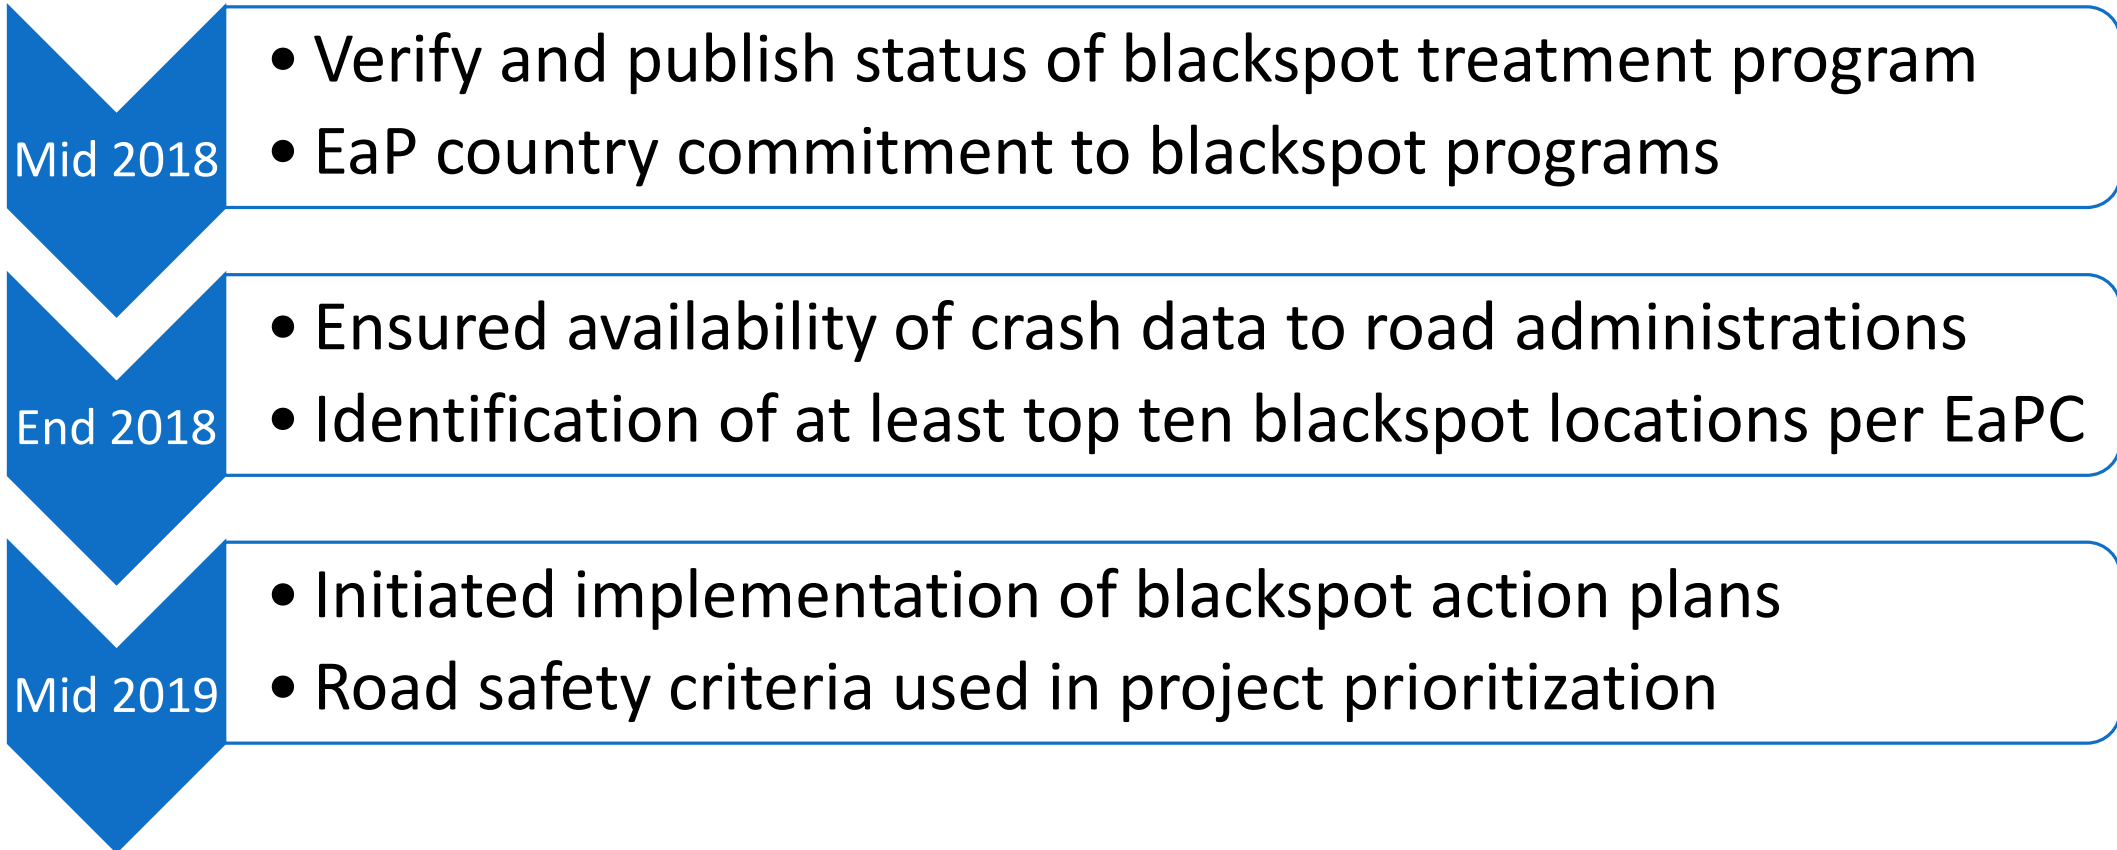 Mid 2018
• Verify and publish status of blackspot treatment program
• EaP country commitment to blackspot programs
End 2018
• Ensured availability of crash data to road administrations
• Identification of at least top ten blackspot locations per EaPC
Mid 2019
• Initiated implementation of blackspot action plans
• Road safety criteria used in project prioritization